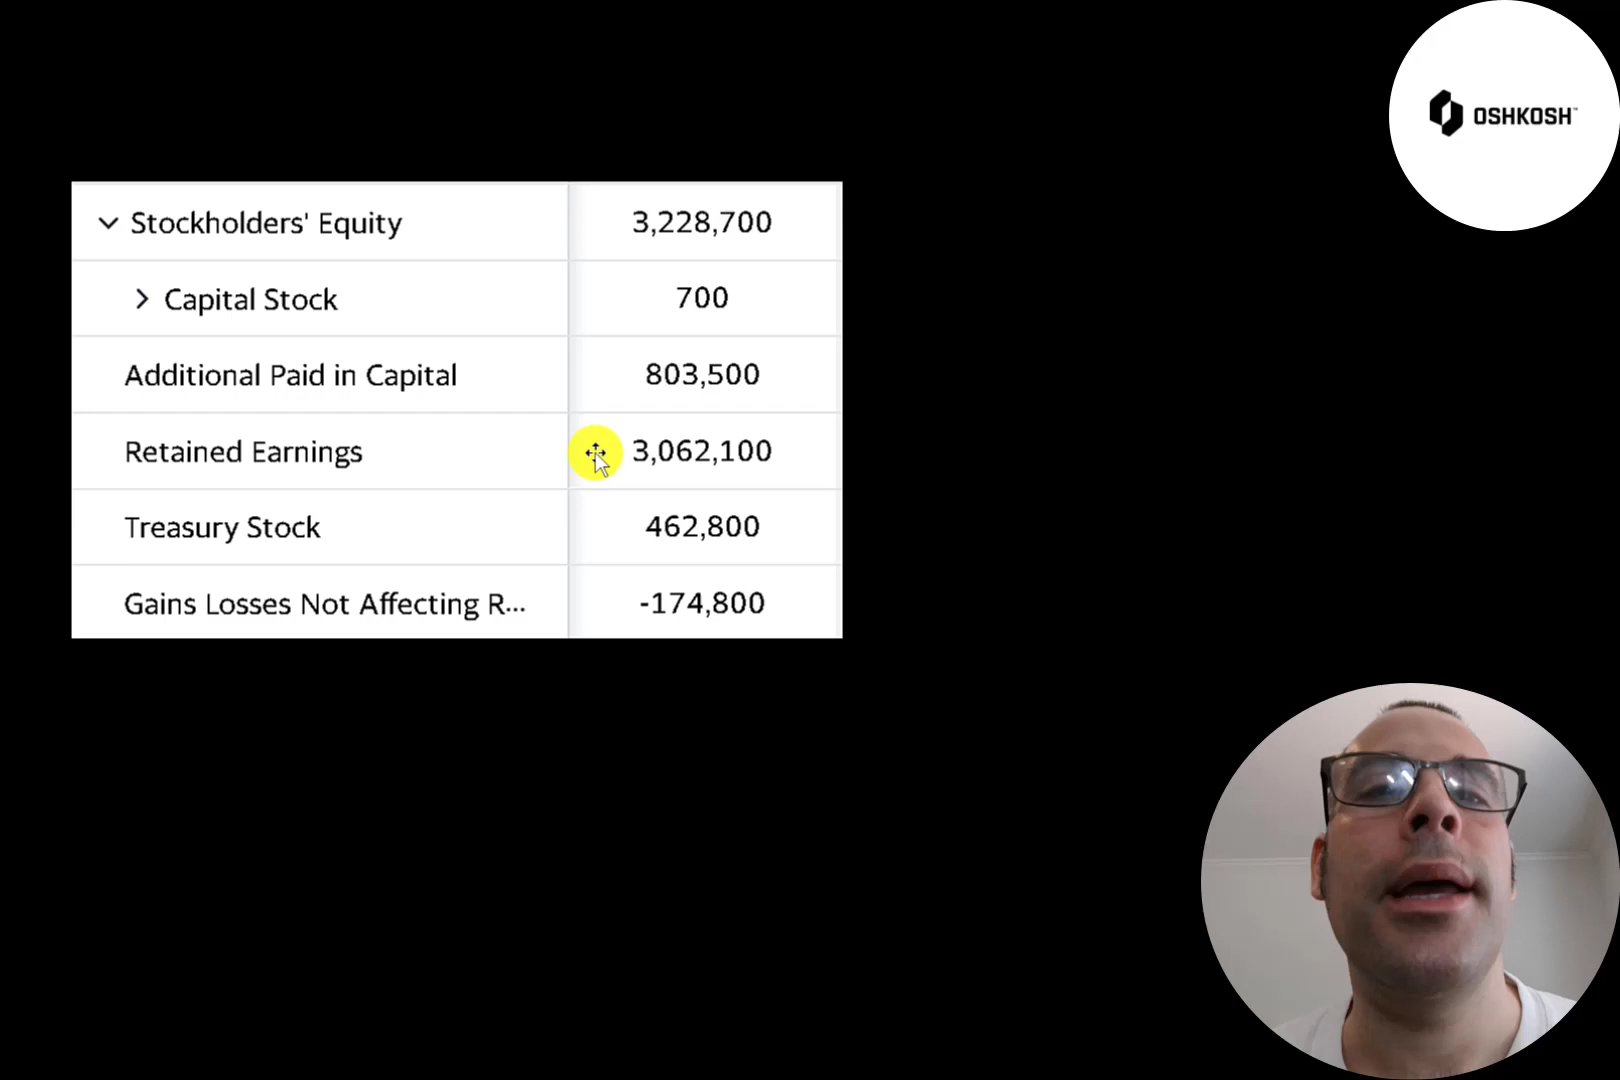 OSHKOSH™
Stockholders' Equity 3,228,700
Capital Stock 700
Additional Paid in Capital 803,500
Retained Earnings 3,062,100
Treasury Stock 462,800
Gains Losses Not Affecting R... -174,800